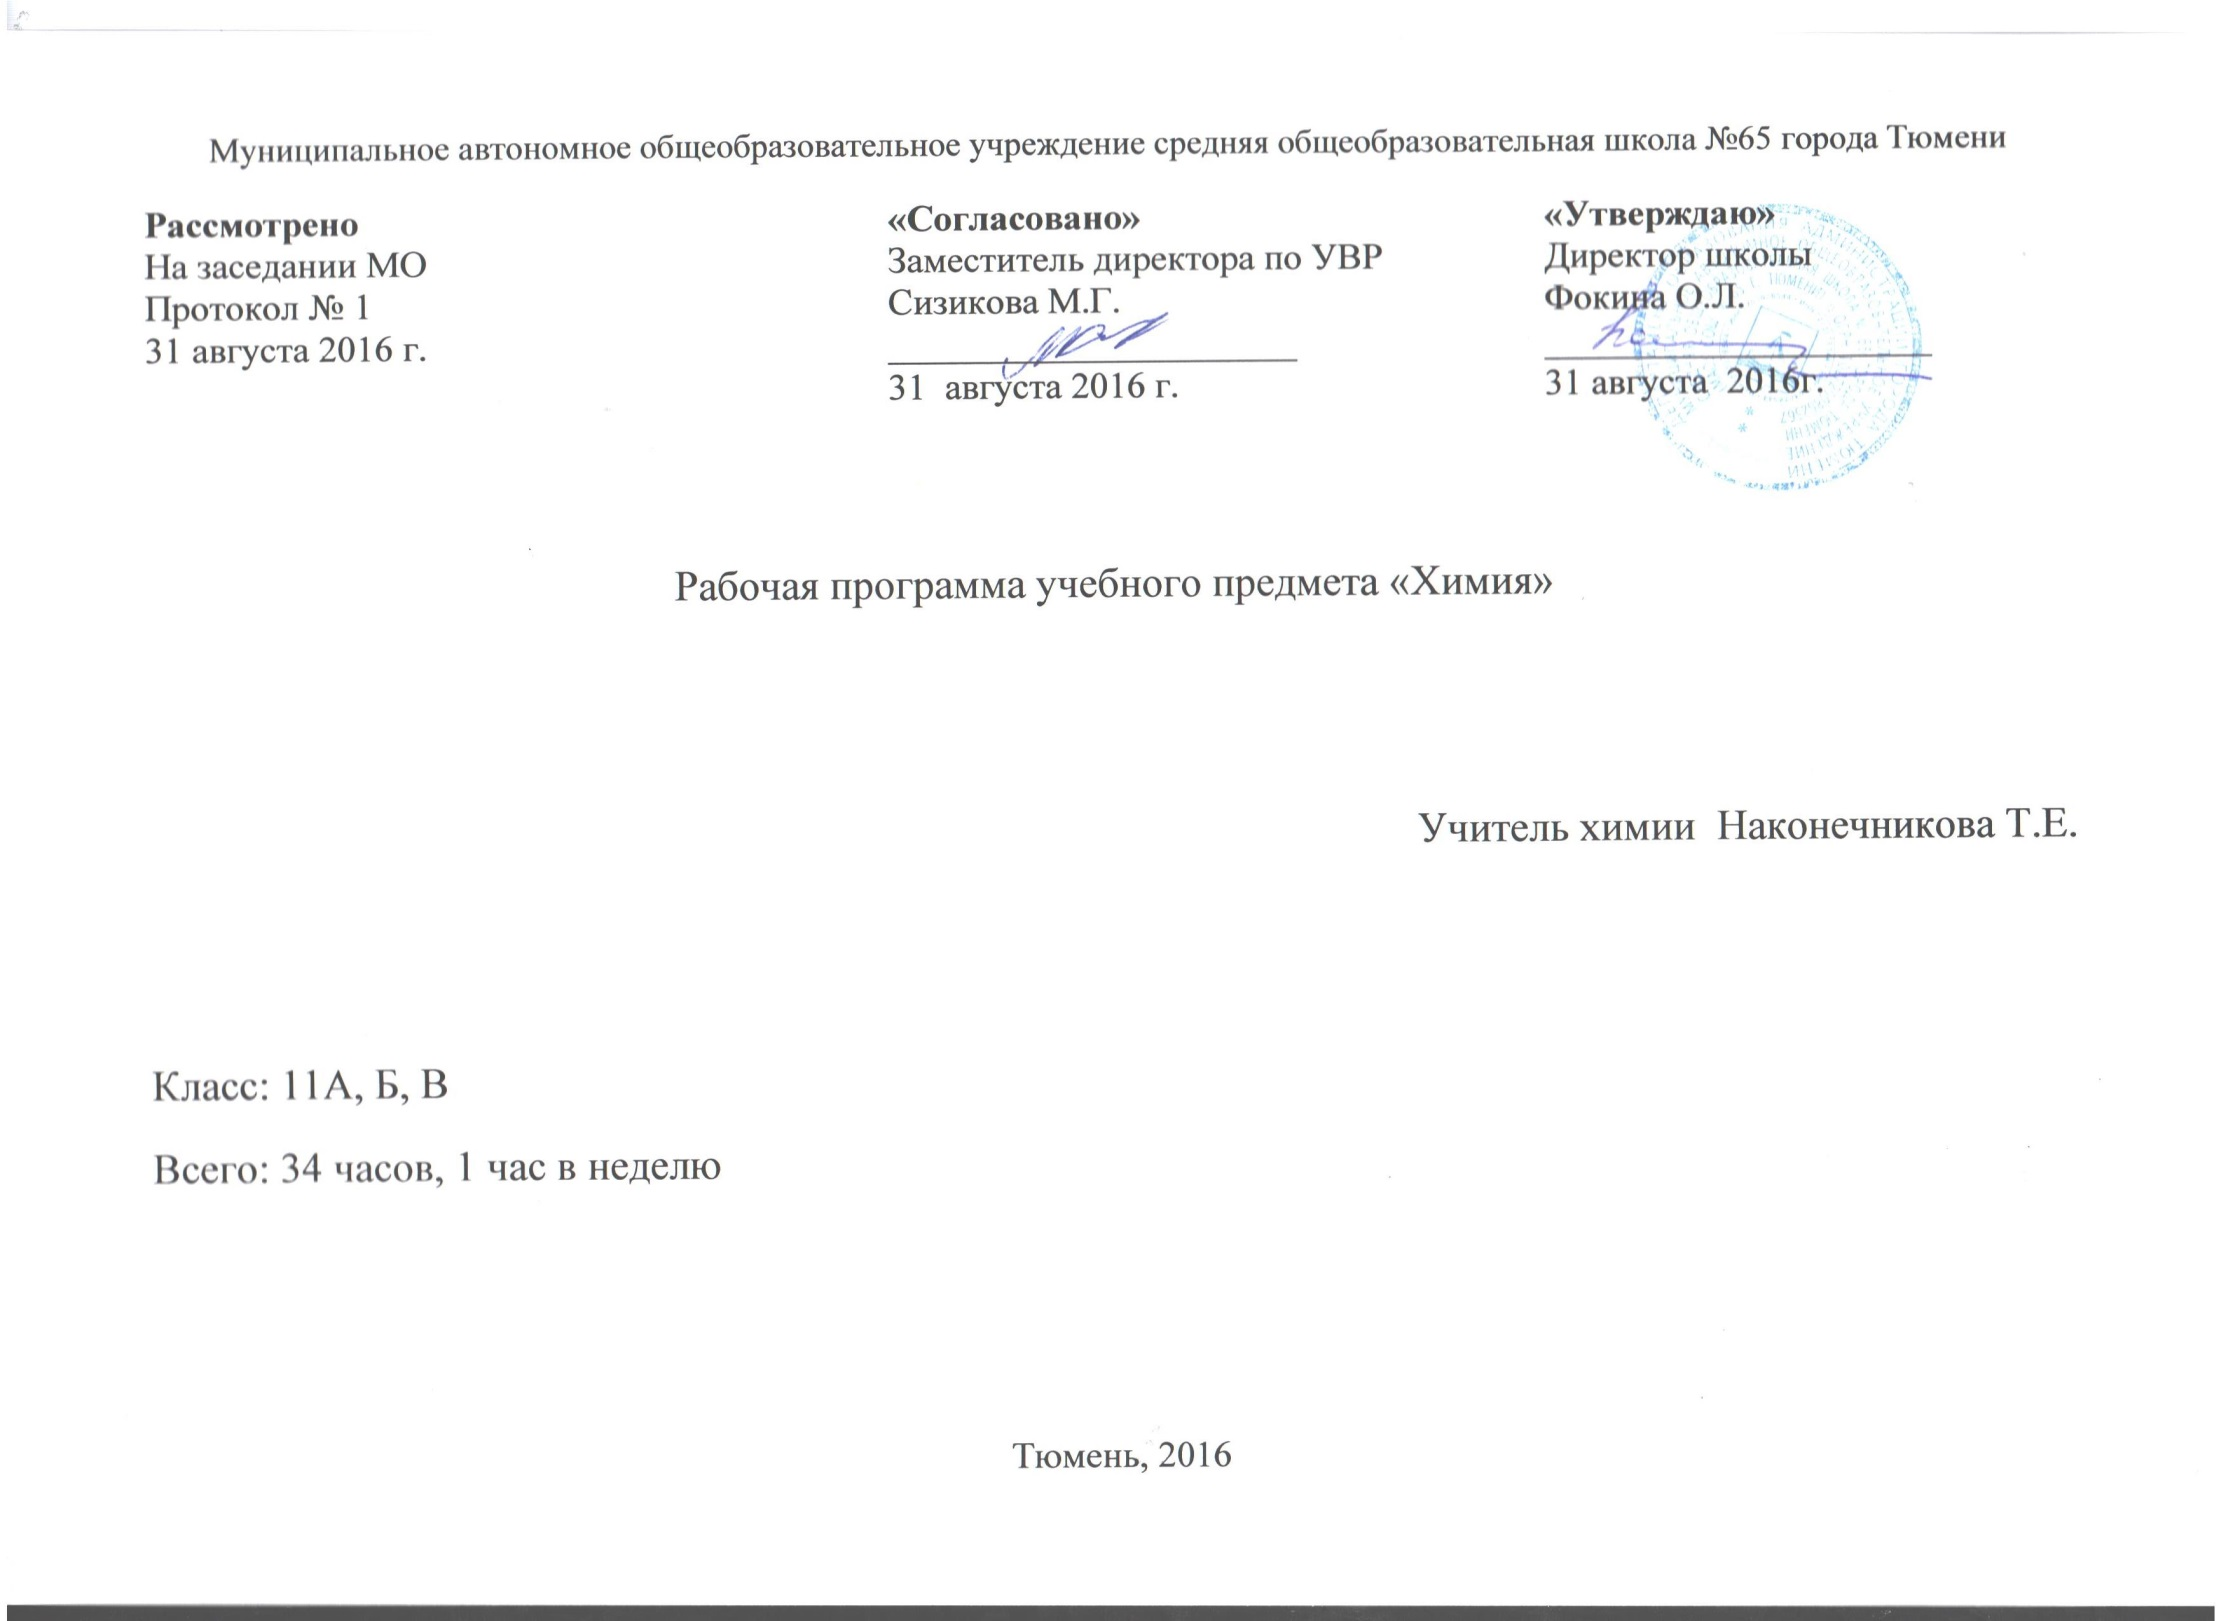 Муниципальное автономное общеобразовательное учреждение средняя общеобразовательная школа №65 города Тюмени
Рассмотрено
На заседании МО
Протокол № 1
31 августа 2016 г.
«Согласовано»
Заместитель директора по УВР
Сизикова М.Г.
31 августа 2016 г.
«Утверждаю»
Директор школы
Фокина О.Л.
31 августа 2016г.
Рабочая программа учебного предмета «Химия»
Учитель химии Наконечникова Т.Е.
Класс: 11А, Б, В
Всего: 34 часов, 1 час в неделю
Тюмень, 2016